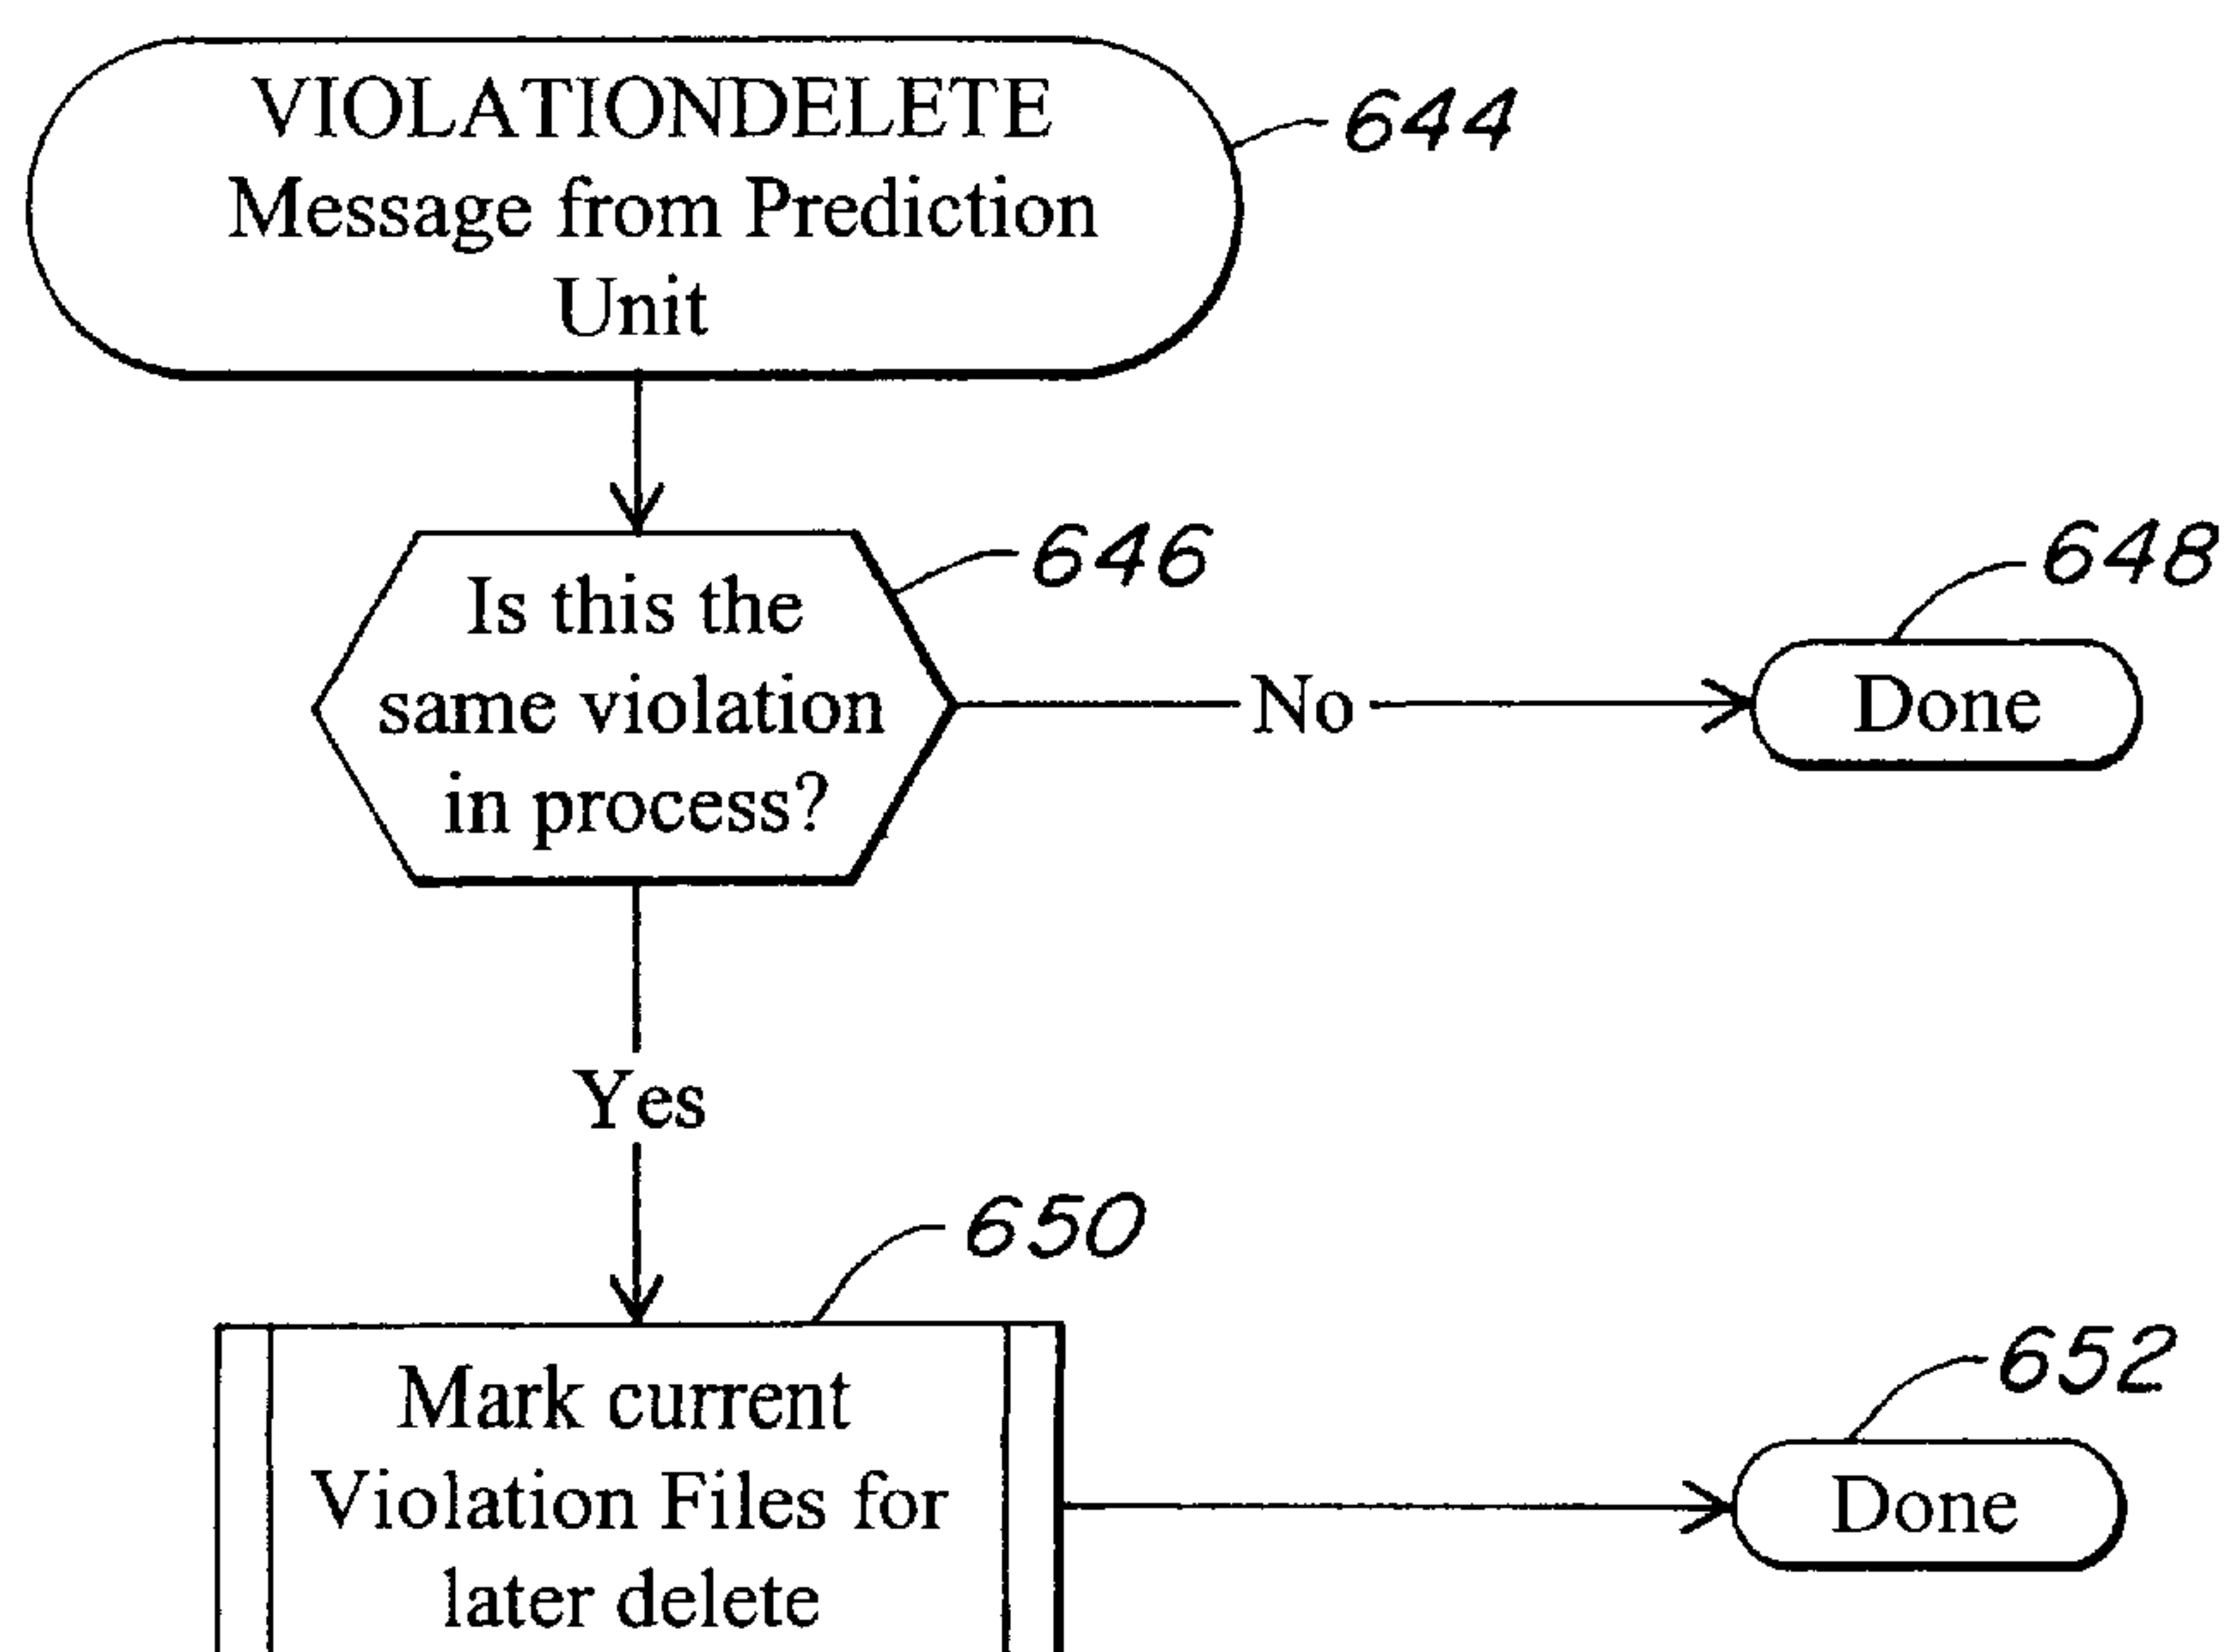 VIOLATIONDELETE
Message from Prediction
Unit
644
Is this the
same violation
in process?
646
No
648
Done
Yes
650
Mark current
Violation Files for
later delete
652
Done